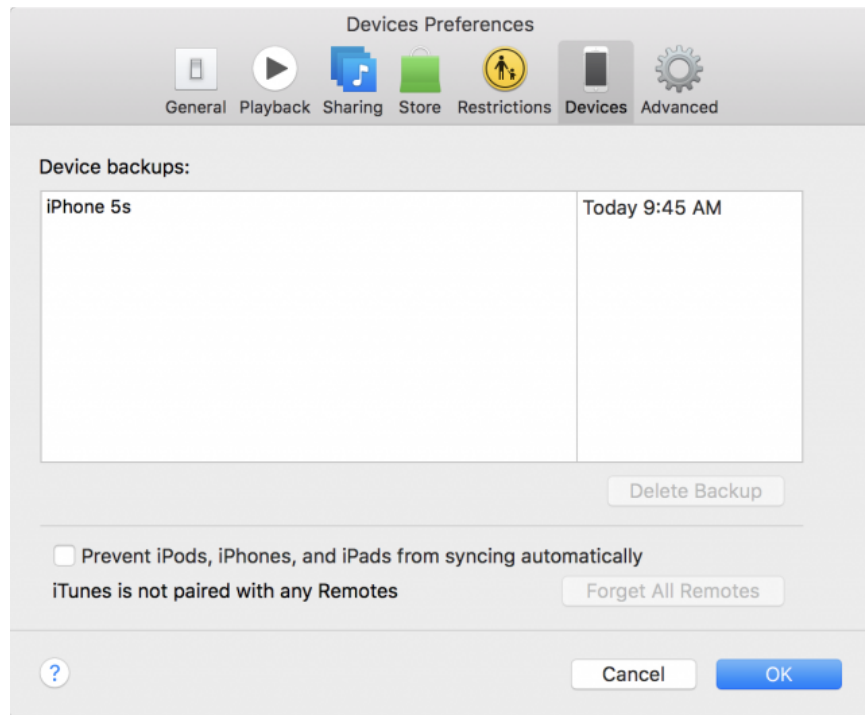 Devices Preferences
General Playback Sharing Store Restrictions Devices Advanced
Device backups:
iPhone 5s Today 9:45 AM
Delete Backup
Prevent iPods, iPhones, and iPads from syncing automatically
iTunes is not paired with any Remotes Forget All Remotes
? Cancel OK